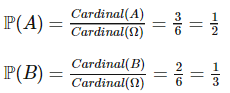 ℙ(A) = Cardinal(A)/Cardinal(Ω) = 3/6 = 1/2
ℙ(B) = Cardinal(B)/Cardinal(Ω) = 2/6 = 1/3